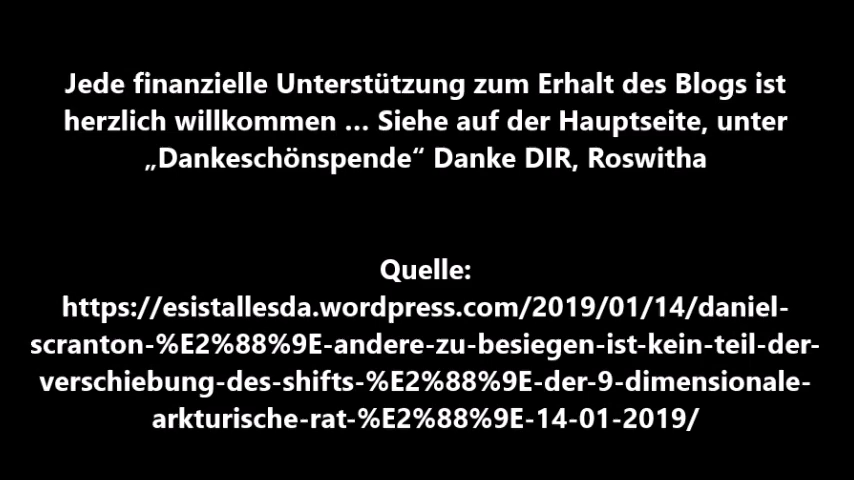 Jede finanzielle Unterstützung zum Erhalt des Blogs ist
herzlich willkommen … Siehe auf der Hauptseite, unter
„Dankeschönspende“ Danke DIR, Roswitha
Quelle:
https://esistallesda.wordpress.com/2019/01/14/daniel-
scranton-%E2%88%9E-andere-zu-besiegen-ist-kein-teil-der-
verschiebung-des-shifts-%E2%88%9E-der-9-dimensionale-
arkturische-rat-%E2%88%9E-14-01-2019/